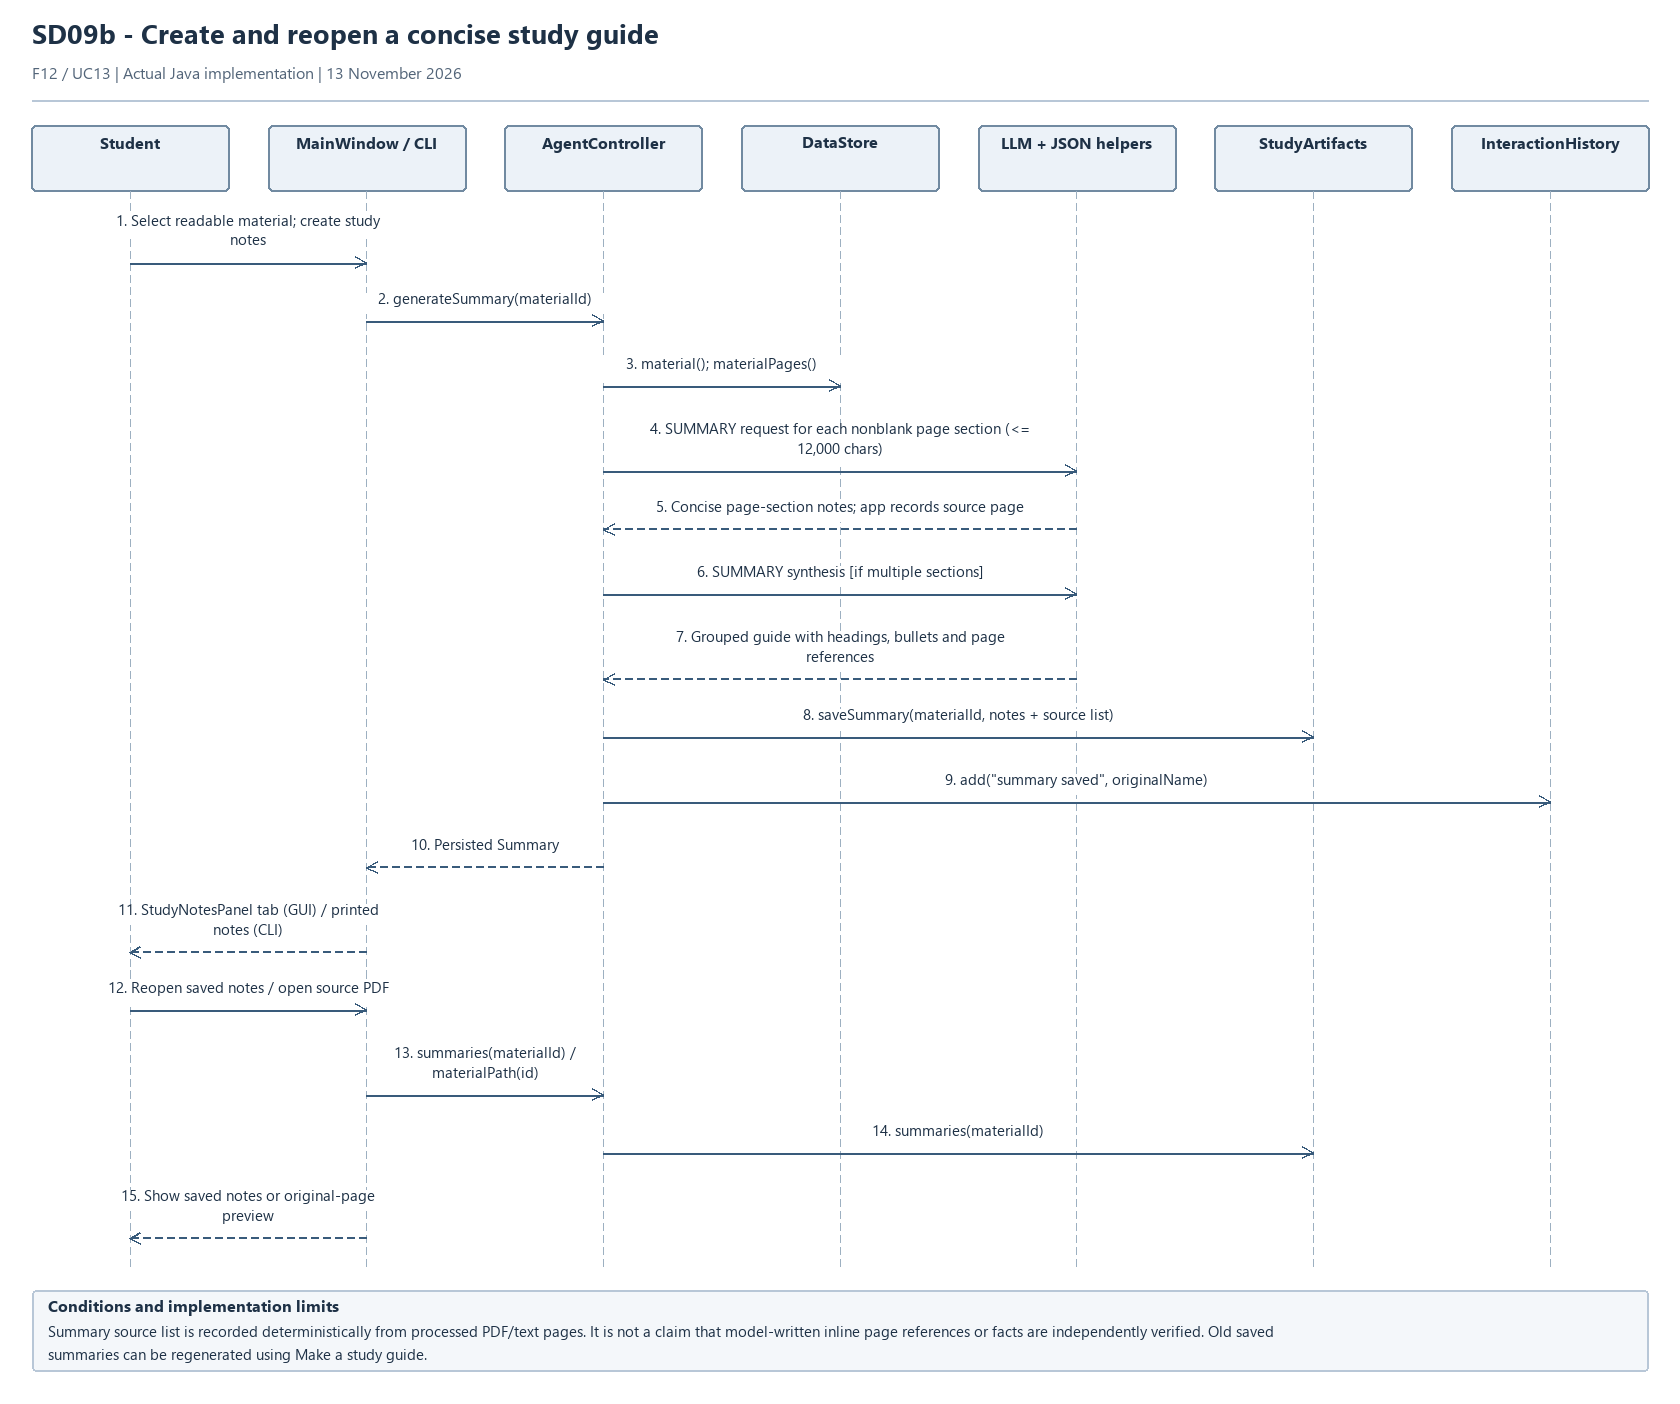 SD09b - Create and reopen a concise study guide
F12 / UC13 | Actual Java implementation | 13 November 2026
Student
MainWindow / CLI
AgentController
DataStore
LLM + JSON helpers
StudyArtifacts
InteractionHistory
1. Select readable material; create study
notes
2. generateSummary(materialId)
3. material(); materialPages()
4. SUMMARY request for each nonblank page section (<=
12,000 chars)
5. Concise page-section notes; app records source page
6. SUMMARY synthesis [if multiple sections]
7. Grouped guide with headings, bullets and page
references
8. saveSummary(materialId, notes + source list)
9. add("summary saved", originalName)
10. Persisted Summary
11. StudyNotesPanel tab (GUI) / printed
notes (CLI)
12. Reopen saved notes / open source PDF
13. summaries(materialId) /
materialPath(id)
14. summaries(materialId)
15. Show saved notes or original-page
preview
Conditions and implementation limits
Summary source list is recorded deterministically from processed PDF/text pages. It is not a claim that model-written inline page references or facts are independently verified. Old saved
summaries can be regenerated using Make a study guide.